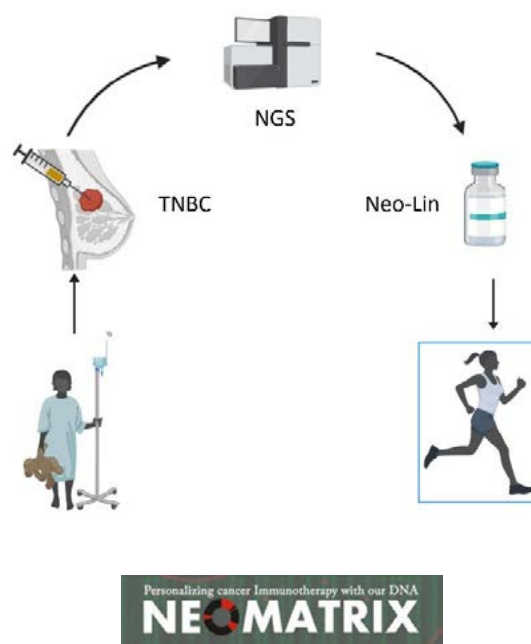 NGS
TNBC
Neo-Lin
Personalizing cancer Immunotherapy with our DNA
NEOMATRIX